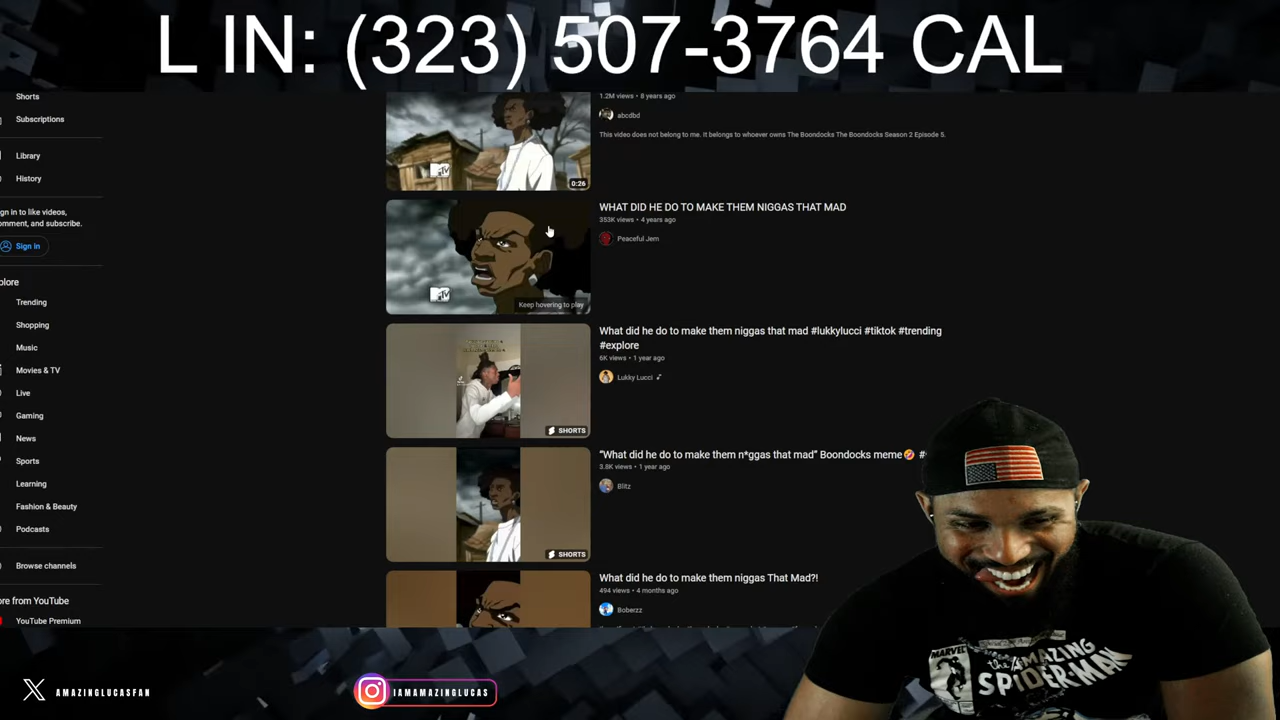 L IN: (323) 507-3764 CAL
Shorts
Subscriptions
Library
History
gn in to like videos,
omment, and subscribe.
Sign in
plore
Trending
Shopping
Music
Movies & TV
Live
Gaming
News
Sports
Learning
Fashion & Beauty
Podcasts
Browse channels
ore from YouTube
YouTube Premium
1.2M views • 8 years ago
abcdbd
This video does not belong to me. It belongs to whoever owns The Boondocks The Boondocks Season 2 Episode 5.
MTV
0:26
WHAT DID HE DO TO MAKE THEM NIGGAS THAT MAD
353K views • 4 years ago
Peaceful Jem
MTV
Keep hovering to play
What did he do to make them niggas that mad #lukkylucci #tiktok #trending
#explore
6K views • 1 year ago
Lukky Lucci
SHORTS
"What did he do to make them n*ggas that mad" Boondocks meme🤣 #
3.8K views • 1 year ago
Blitz
SHORTS
What did he do to make them niggas That Mad?!
494 views • 4 months ago
Boberzz
MARVEL
the AMAZING
SPIDER-MAN
X AMAZINGLUCASFAN
IAMAMAZINGLUCAS